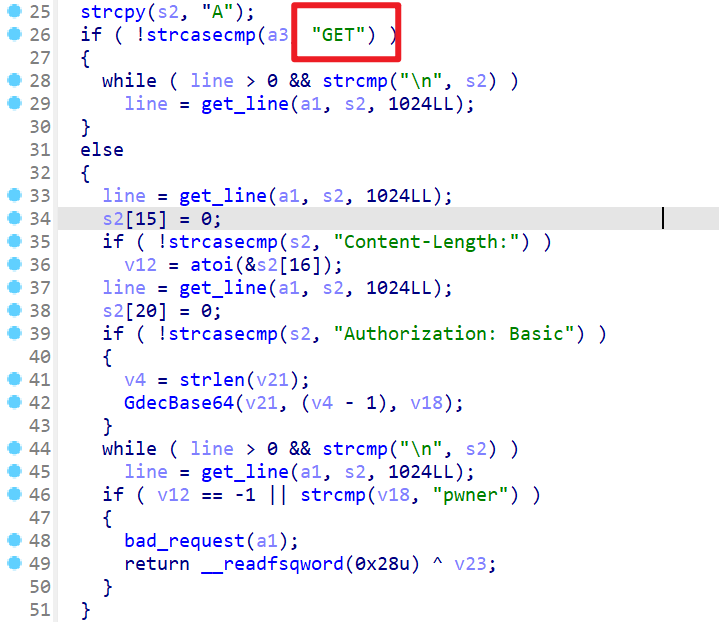 25 strcpy(s2, "A");
26 if ( !strcasecmp(a3, "GET") )
27 {
28 while ( line > 0 && strcmp("\n", s2) )
29 line = get_line(a1, s2, 1024LL);
30 }
31 else
32 {
33 line = get_line(a1, s2, 1024LL);
34 s2[15] = 0;
35 if ( !strcasecmp(s2, "Content-Length:") )
36 v12 = atoi(&s2[16]);
37 line = get_line(a1, s2, 1024LL);
38 s2[20] = 0;
39 if ( !strcasecmp(s2, "Authorization: Basic") )
40 {
41 v4 = strlen(v21);
42 GdecBase64(v21, (v4 - 1), v18);
43 }
44 while ( line > 0 && strcmp("\n", s2) )
45 line = get_line(a1, s2, 1024LL);
46 if ( v12 == -1 || strcmp(v18, "pwner") )
47 {
48 bad_request(a1);
49 return __readfsqword(0x28u) ^ v23;
50 }
51 }